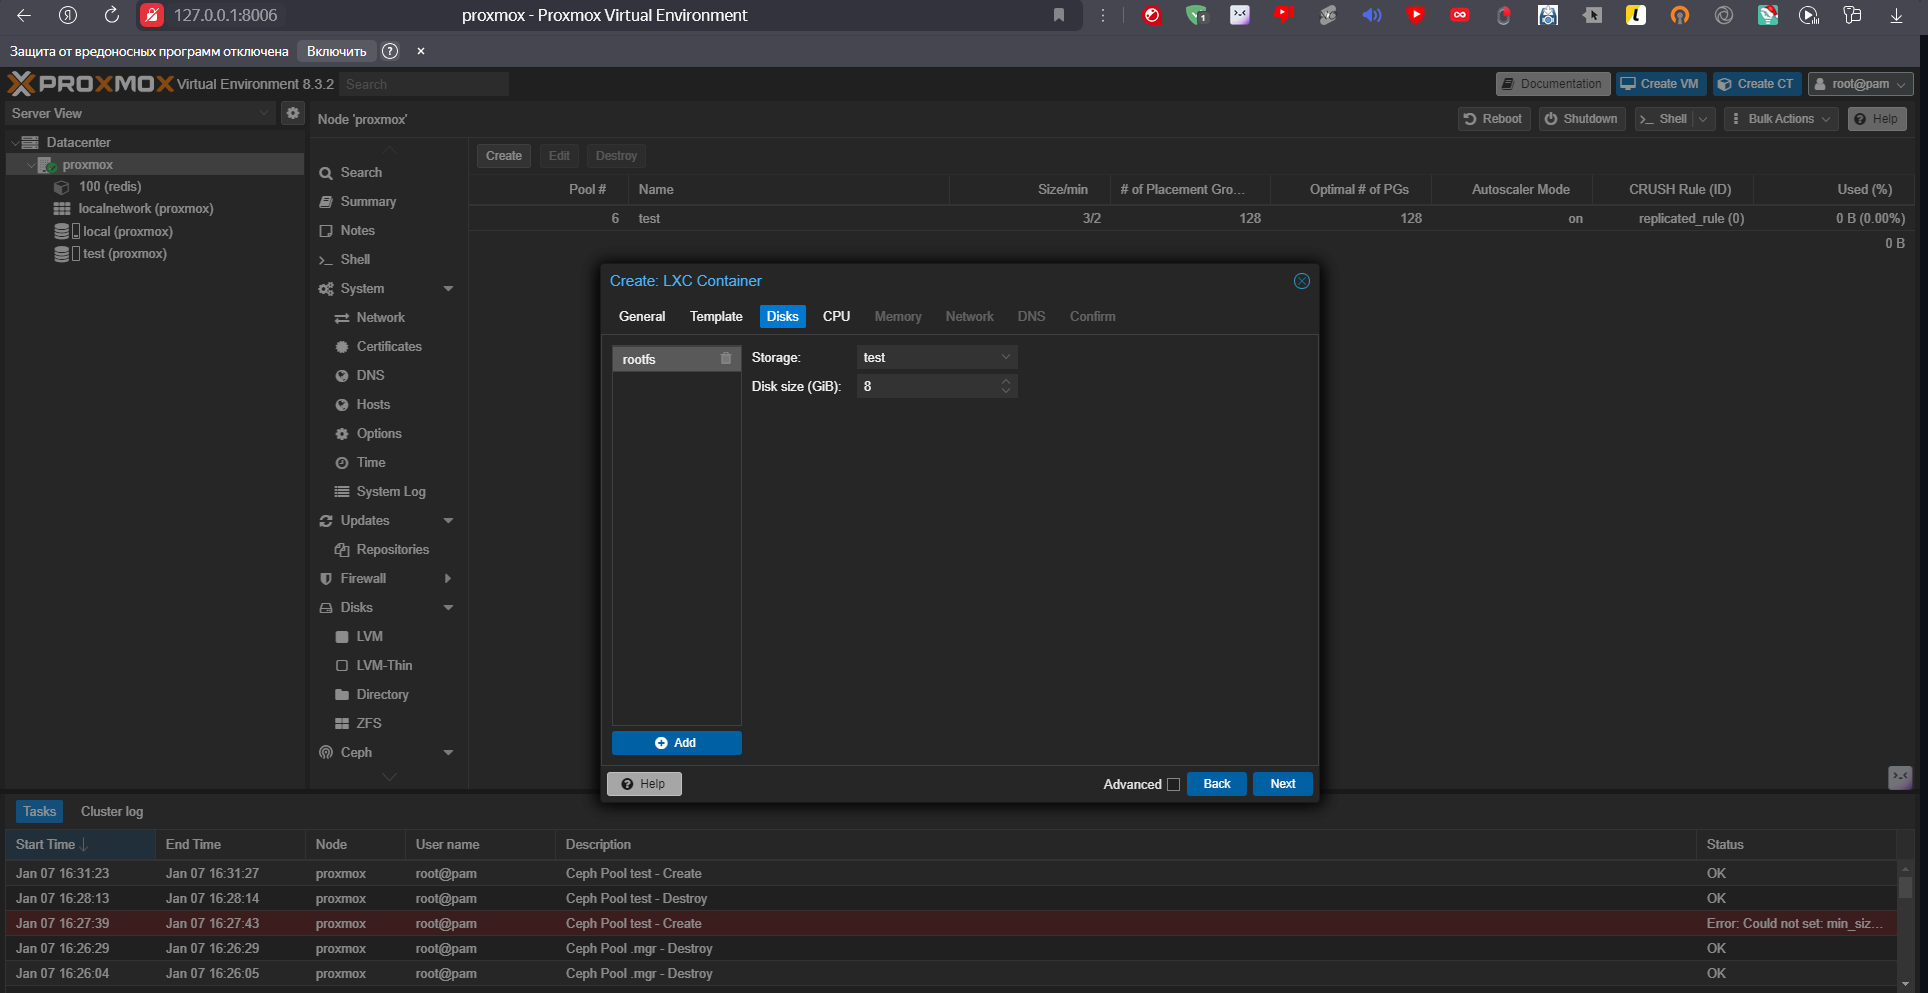 127.0.0.1:8006
proxmox - Proxmox Virtual Environment
Защита от вредоносных программ отключена Включить
PROXMOX Virtual Environment 8.3.2 Search
Documentation Create VM Create CT root@pam
Server View
Node 'proxmox'
Reboot Shutdown Shell Bulk Actions Help
Datacenter
proxmox
100 (redis)
localnetwork (proxmox)
local (proxmox)
test (proxmox)
Search
Summary
Notes
Shell
System
Network
Certificates
DNS
Hosts
Options
Time
System Log
Updates
Repositories
Firewall
Disks
LVM
LVM-Thin
Directory
ZFS
Ceph
Create Edit Destroy
Pool # Name Size/min # of Placement Gro... Optimal # of PGs Autoscaler Mode CRUSH Rule (ID) Used (%)
6 test 3/2 128 128 on replicated_rule (0) 0 B (0.00%)
0 B
Create: LXC Container
General Template Disks CPU Memory Network DNS Confirm
rootfs
Storage: test
Disk size (GiB): 8
Add
Help
Advanced Back Next
Tasks Cluster log
Start Time End Time Node User name Description Status
Jan 07 16:31:23 Jan 07 16:31:27 proxmox root@pam Ceph Pool test - Create OK
Jan 07 16:28:13 Jan 07 16:28:14 proxmox root@pam Ceph Pool test - Destroy OK
Jan 07 16:27:39 Jan 07 16:27:43 proxmox root@pam Ceph Pool test - Create Error: Could not set: min_siz...
Jan 07 16:26:29 Jan 07 16:26:29 proxmox root@pam Ceph Pool .mgr - Destroy OK
Jan 07 16:26:04 Jan 07 16:26:05 proxmox root@pam Ceph Pool .mgr - Destroy OK